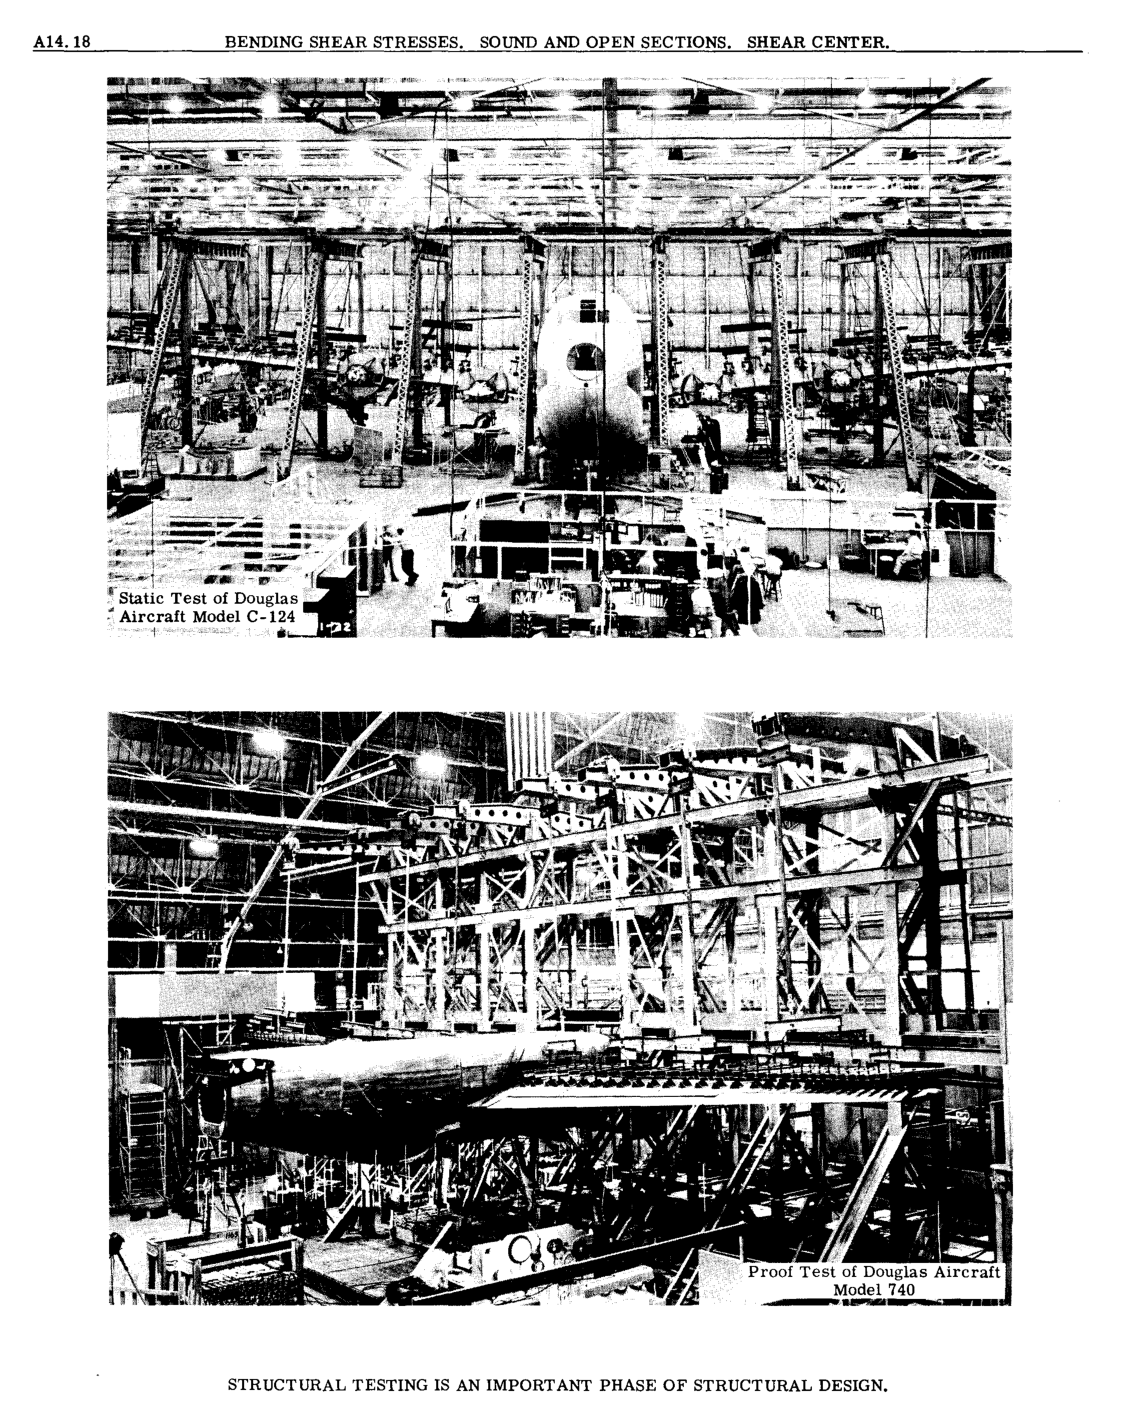 A14.18 BENDING SHEAR STRESSES. SOUND AND OPEN SECTIONS. SHEAR CENTER.
Static Test of Douglas
Aircraft Model C-124
Proof Test of Douglas Aircraft
Model 740
STRUCTURAL TESTING IS AN IMPORTANT PHASE OF STRUCTURAL DESIGN.